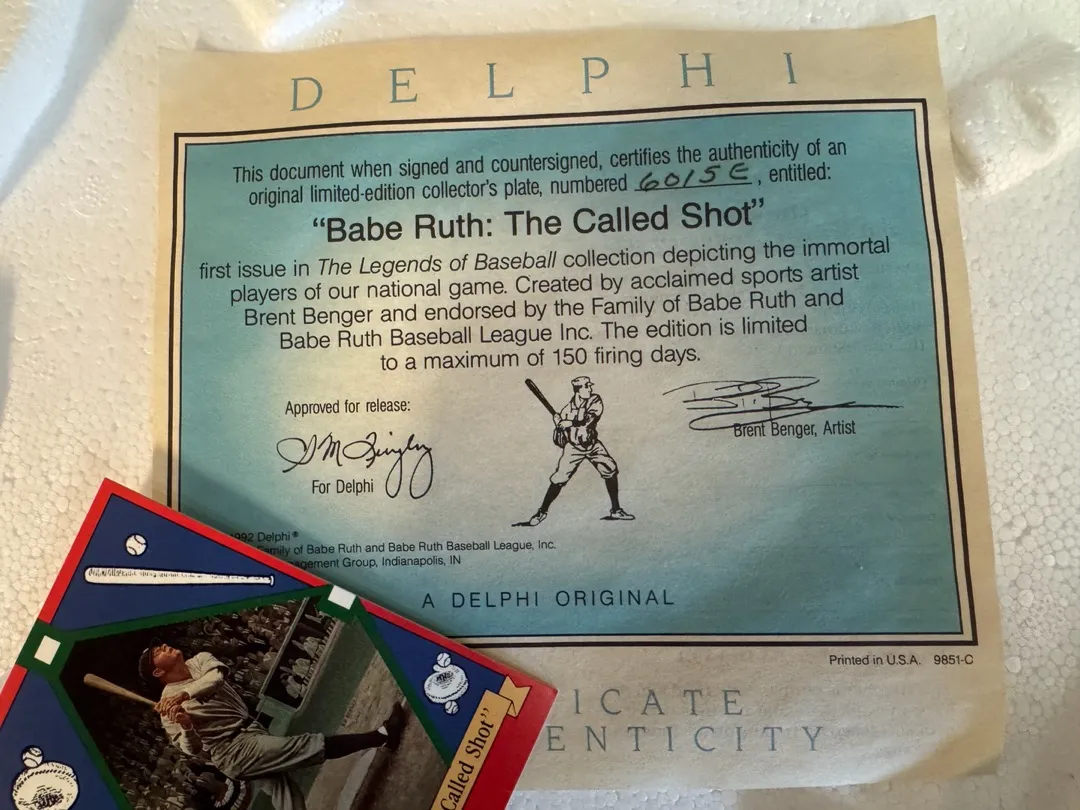 DELPHI
This document when signed and countersigned, certifies the authenticity of an
original limited-edition collector's plate, numbered 6015E, entitled:
"Babe Ruth: The Called Shot"
first issue in The Legends of Baseball collection depicting the immortal
players of our national game. Created by acclaimed sports artist
Brent Benger and endorsed by the Family of Babe Ruth and
Babe Ruth Baseball League Inc. The edition is limited
to a maximum of 150 firing days.
Approved for release:
For Delphi
Brent Benger, Artist
992 Delphi®
Family of Babe Ruth and Babe Ruth Baseball League, Inc.
agement Group, Indianapolis, IN
A DELPHI ORIGINAL
Printed in U.S.A. 9851-C
ICATE
ENTICITY
Called Shot"